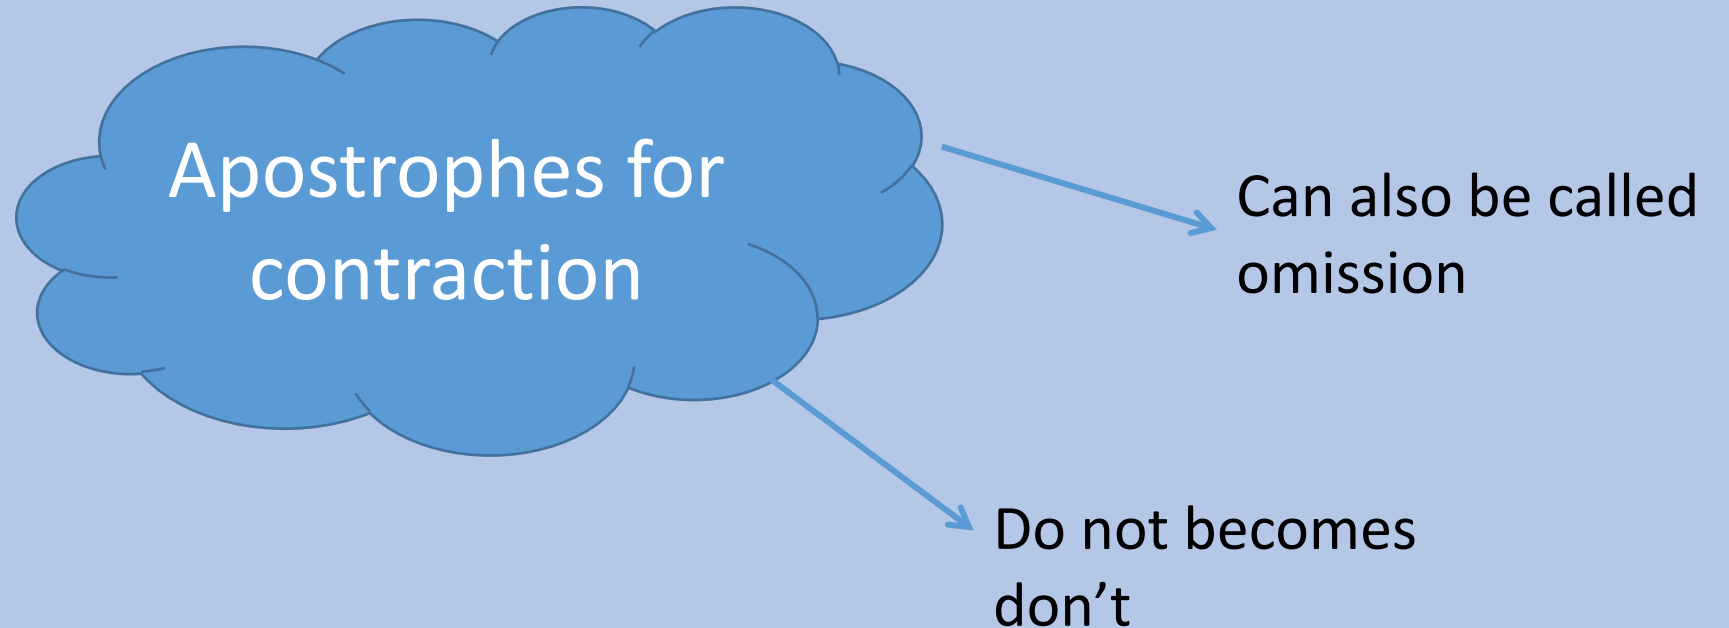 Apostrophes for
contraction
Can also be called
omission
Do not becomes
don’t